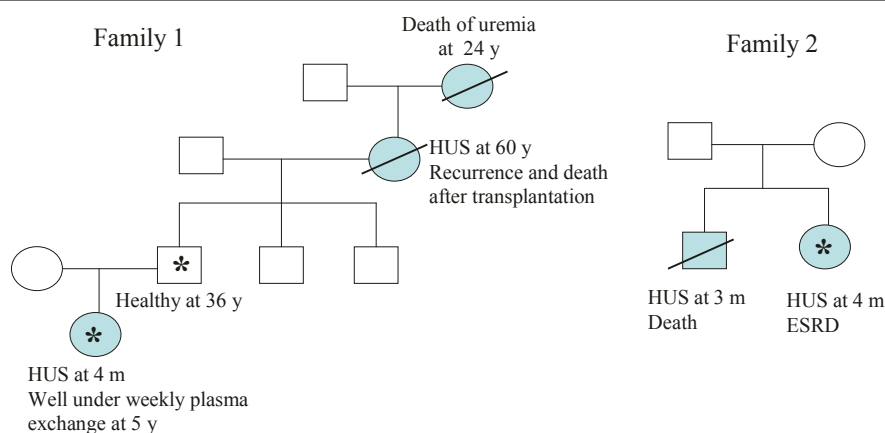 Family 1
Death of uremia
at 24 y
HUS at 60 y
Recurrence and death
after transplantation
*
Healthy at 36 y
*
HUS at 4 m
Well under weekly plasma
exchange at 5 y
Family 2
*
HUS at 3 m
Death
HUS at 4 m
ESRD